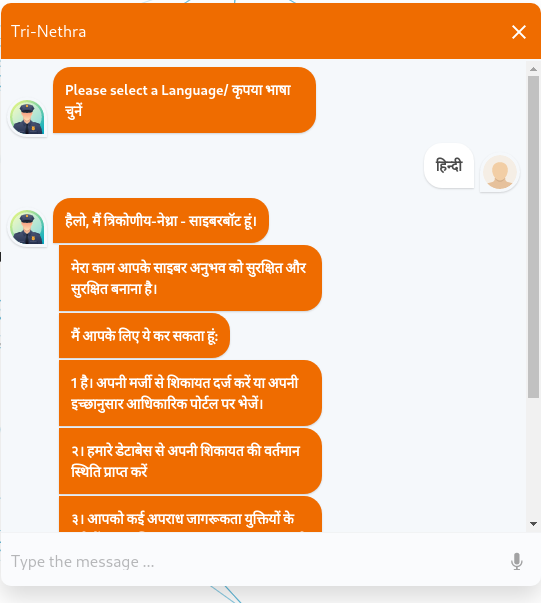 Tri-Nethra
Please select a Language/ कृपया भाषा
चुनें
हिन्दी
हैलो, मैं त्रिकोणीय-नेथ्रा - साइबरबॉट हूं।
मेरा काम आपके साइबर अनुभव को सुरक्षित और
सुरक्षित बनाना है।
मैं आपके लिए ये कर सकता हूं:
1 है। अपनी मर्जी से शिकायत दर्ज करें या अपनी
इच्छानुसार आधिकारिक पोर्टल पर भेजें।
२। हमारे डेटाबेस से अपनी शिकायत की वर्तमान
स्थिति प्राप्त करें
३। आपको कई अपराध जागरूकता युक्तियों के
Type the message ...